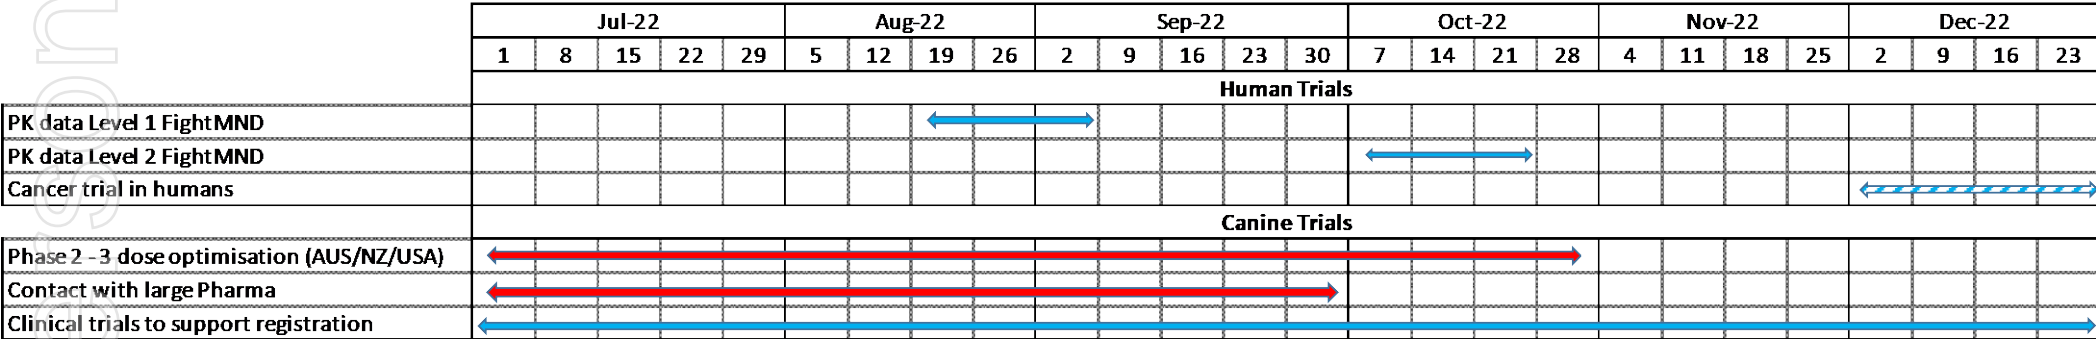 Jul-22 Aug-22 Sep-22 Oct-22 Nov-22 Dec-22
1 8 15 22 29 5 12 19 26 2 9 16 23 30 7 14 21 28 4 11 18 25 2 9 16 23
Human Trials
PK data Level 1 FightMND
PK data Level 2 FightMND
Cancer trial in humans
Canine Trials
Phase 2 - 3 dose optimisation (AUS/NZ/USA)
Contact with large Pharma
Clinical trials to support registration